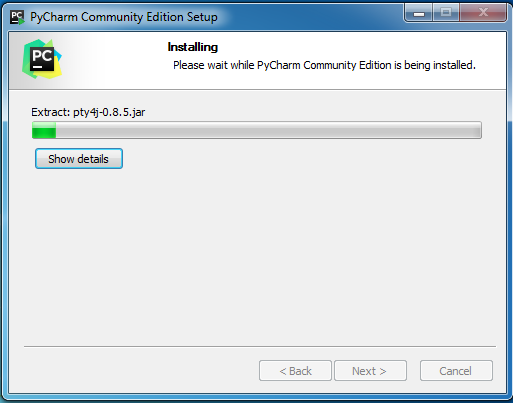 PC PyCharm Community Edition Setup
PC
Installing
Please wait while PyCharm Community Edition is being installed.
Extract: pty4j-0.8.5.jar
Show details
< Back
Next >
Cancel